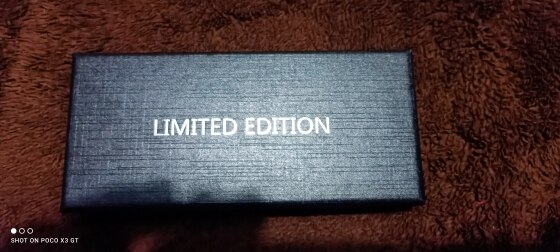 LIMITED EDITION
SHOT ON POCO X3 GT